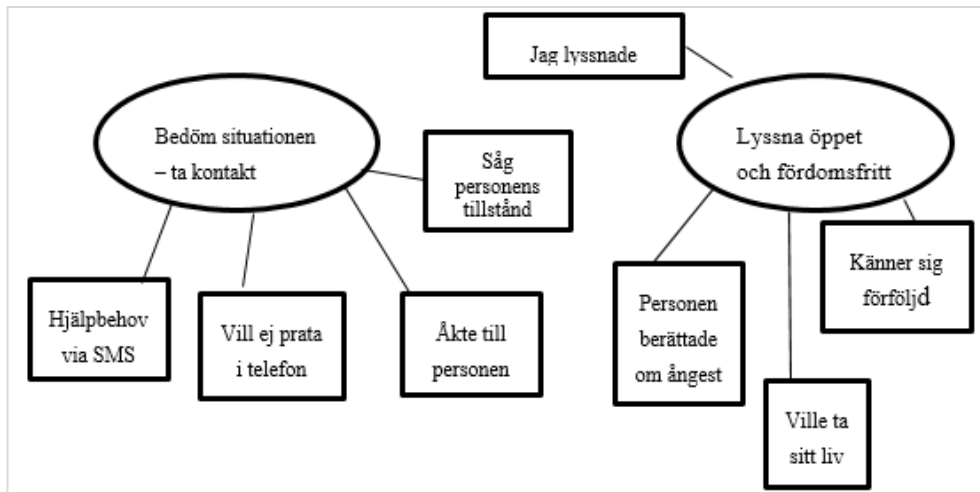 Jag lyssnade
Bedöm situationen
– ta kontakt
Såg
personens
tillstånd
Lyssna öppet
och fördomsfritt
Hjälpbehov
via SMS
Vill ej prata
i telefon
Åkte till
personen
Personen
berättade
om ångest
Ville ta
sitt liv
Känner sig
förföljd